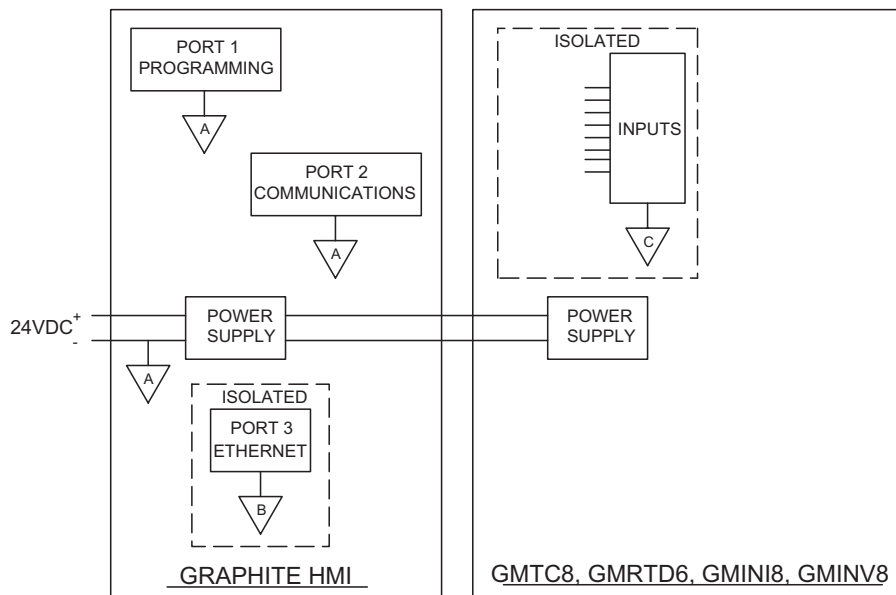 PORT 1
PROGRAMMING
A
PORT 2
COMMUNICATIONS
A
24VDC
+
-
POWER
SUPPLY
A
ISOLATED
PORT 3
ETHERNET
B
GRAPHITE HMI
ISOLATED
INPUTS
C
POWER
SUPPLY
GMTC8, GMRTD6, GMINI8, GMINV8